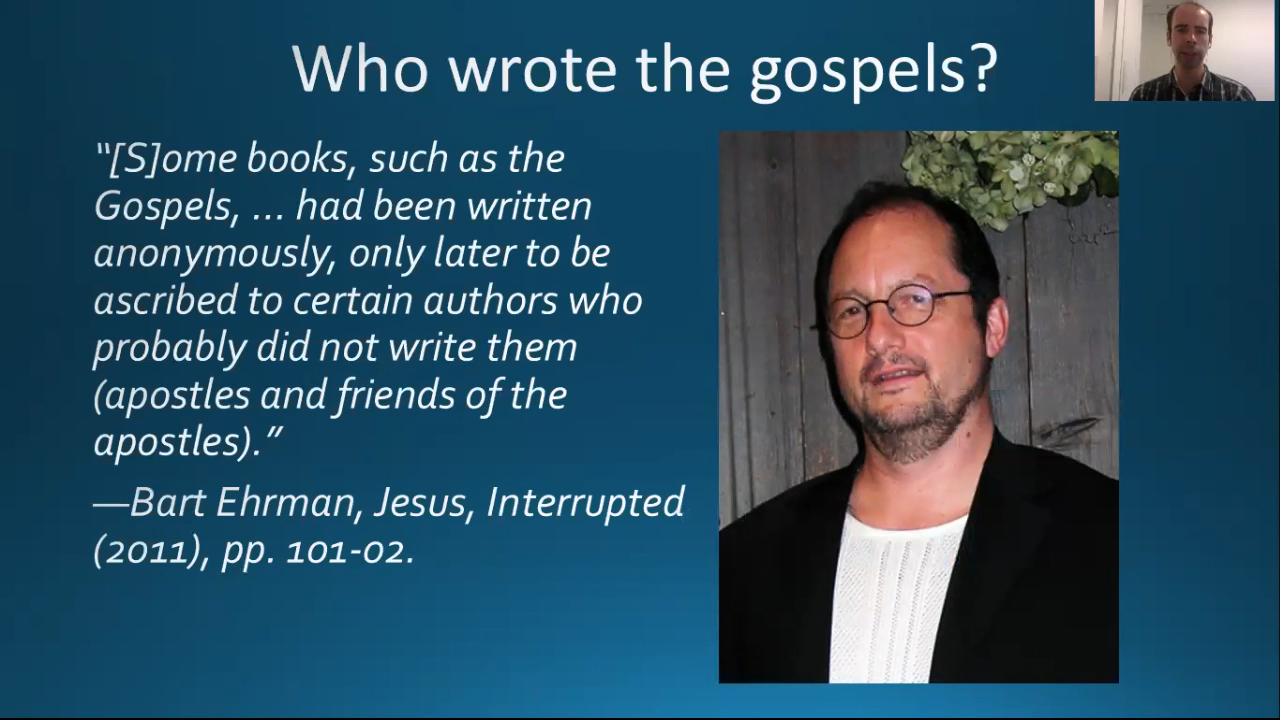 Who wrote the gospels?
“[S]ome books, such as the
Gospels, ... had been written
anonymously, only later to be
ascribed to certain authors who
probably did not write them
(apostles and friends of the
apostles).”
—Bart Ehrman, Jesus, Interrupted
(2011), pp. 101-02.